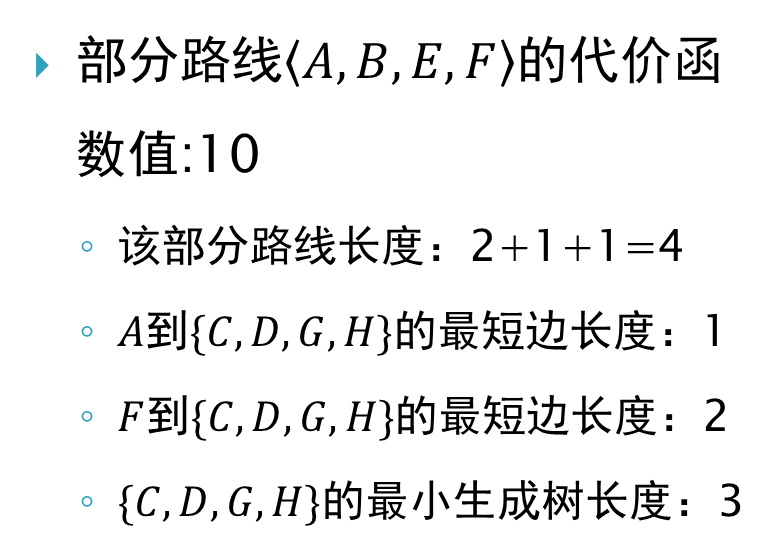 部分路线⟨A, B, E, F⟩的代价函
数值:10
该部分路线长度：2+1+1=4
A到{C, D, G, H}的最短边长度：1
F到{C, D, G, H}的最短边长度：2
{C, D, G, H}的最小生成树长度：3